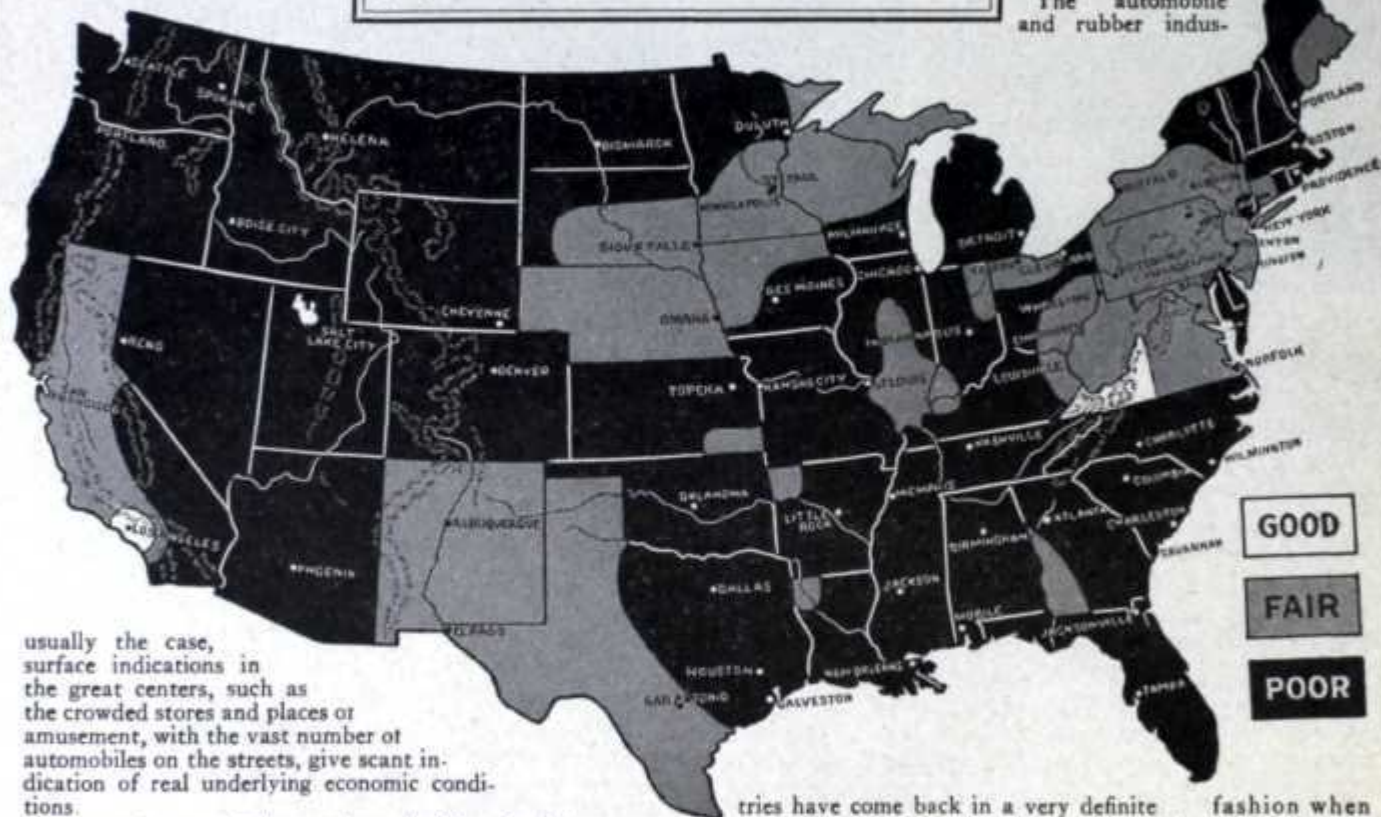 The automobile
and rubber indus-
SEATTLE
SPOKANE
PORTLAND
HELENA
BISMARCK
DULUTH
ST PAUL
MINNEAPOLIS
BOISE CITY
SIOUX FALLS
MILWAUKEE
DETROIT
BUFFALO
PORTLAND
BOSTON
PROVIDENCE
NEW YORK
CHICAGO
CLEVELAND
DES MOINES
OMAHA
CHEYENNE
SALT
LAKE CITY
RENO
DENVER
TOPEKA
KANSAS CITY
ST LOUIS
INDIANAPOLIS
LOUISVILLE
NORFOLK
NASHVILLE
CHARLOTTE
WILMINGTON
MEMPHIS
OKLAHOMA
LITTLE
ROCK
ALBUQUERQUE
LOS ANGELES
PHOENIX
EL PASO
DALLAS
BIRMINGHAM
ATLANTA
CHARLESTON
SAVANNAH
JACKSON
MOBILE
JACKSONVILLE
HOUSTON
NEW ORLEANS
SAN ANTONIO
GALVESTON
TAMPA
GOOD
FAIR
POOR
usually the case,
surface indications in
the great centers, such as
the crowded stores and places or
amusement, with the vast number of
automobiles on the streets, give scant in-
dication of real underlying economic condi-
tions.
tries have come back in a very definite fashion when